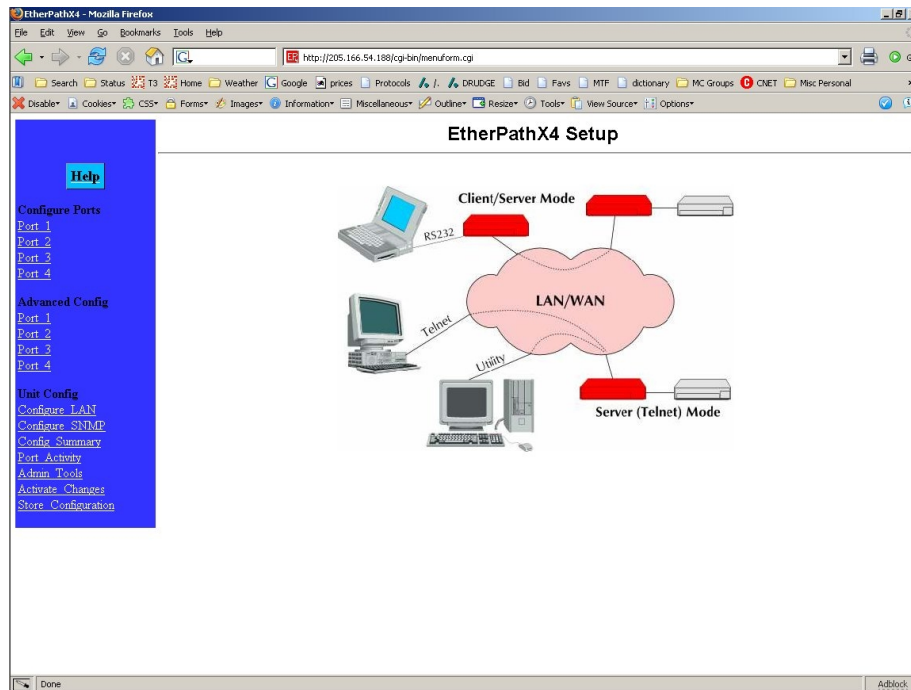 EtherPathX4 - Mozilla Firefox
File Edit View Go Bookmarks Tools Help
G http://205.166.54.188/cgi-bin/menuform.cgi
Search Status T3 Home Weather Google prices Protocols /. DRUDGE Bid Favs MTF dictionary MC Groups CNET Misc Personal
Disable Cookies CSS Forms Images Information Miscellaneous Outline Resize Tools View Source Options
EtherPathX4 Setup
Help
Configure Ports
Port 1
Port 2
Port 3
Port 4
Advanced Config
Port 1
Port 2
Port 3
Port 4
Unit Config
Configure LAN
Configure SNMP
Config Summary
Port Activity
Admin Tools
Activate Changes
Store Configuration
Client/Server Mode
RS232
LAN/WAN
Telnet
Utility
Server (Telnet) Mode
Done
Adblock